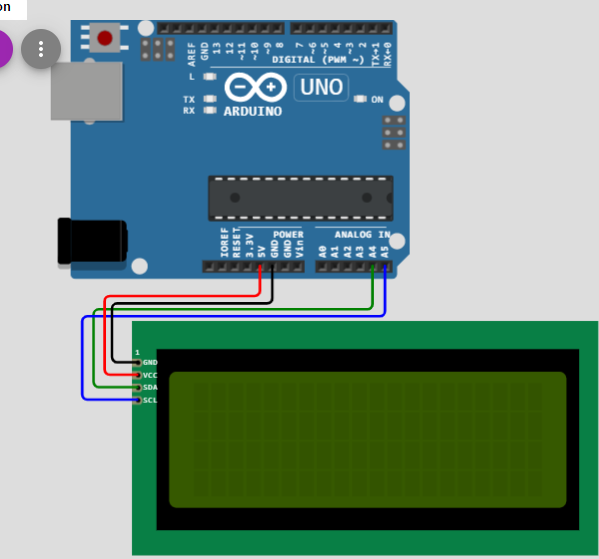 on
AREF
GND
13
12
~11
~10
~9
8
7
~6
~5
4
~3
2
TX→1
RX←0
DIGITAL (PWM ~)
L
TX
RX
UNO
ON
ARDUINO
POWER
ANALOG IN
IOREF
RESET
3.3V
5V
GND
GND
Vin
A0
A1
A2
A3
A4
A5
1
GND
VCC
SDA
SCL